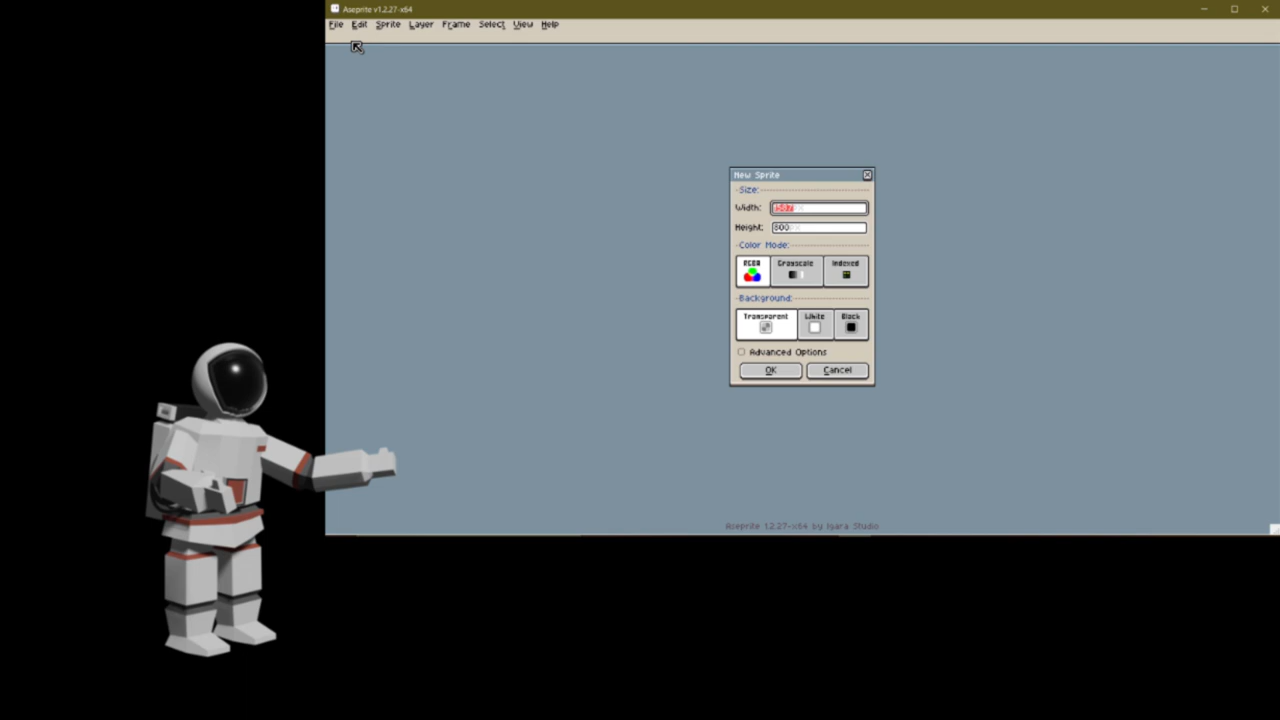 Aseprite v1.2.27-x64
File Edit Sprite Layer Frame Select View Help
New Sprite
Size:
Width:
Height: 800
Color Mode:
RGBA Grayscale Indexed
Background:
Transparent White Black
Advanced Options
OK Cancel
Aseprite 1.2.27-x64 by Igara Studio